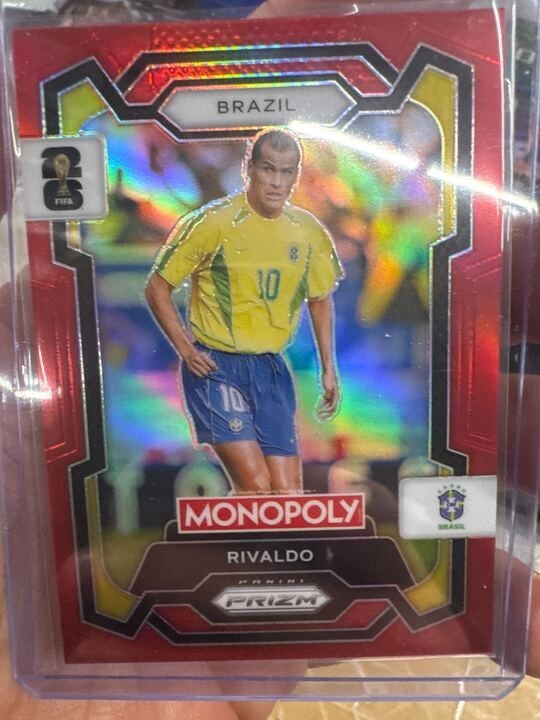 BRAZIL
26
FIFA
10
10
MONOPOLY
BRASIL
RIVALDO
PANINI
PRIZM